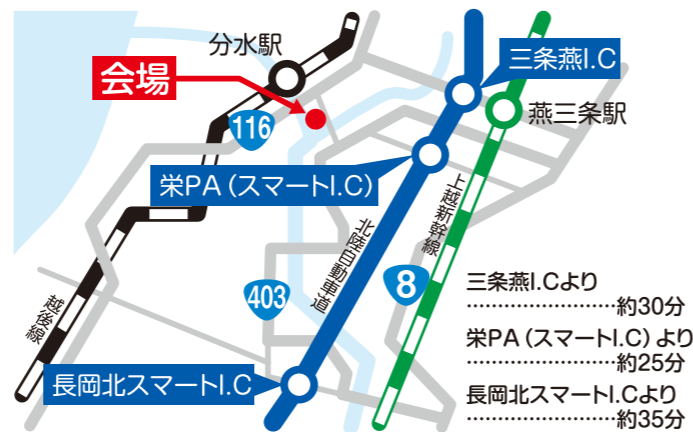 分水駅
会場
三条燕I.C
燕三条駅
116
栄PA（スマートI.C）
上越新幹線
北陸自動車道
8
403
越後線
長岡北スマートI.C
三条燕I.Cより
……………………約30分
栄PA（スマートI.C）より
……………………約25分
長岡北スマートI.Cより
……………………約35分